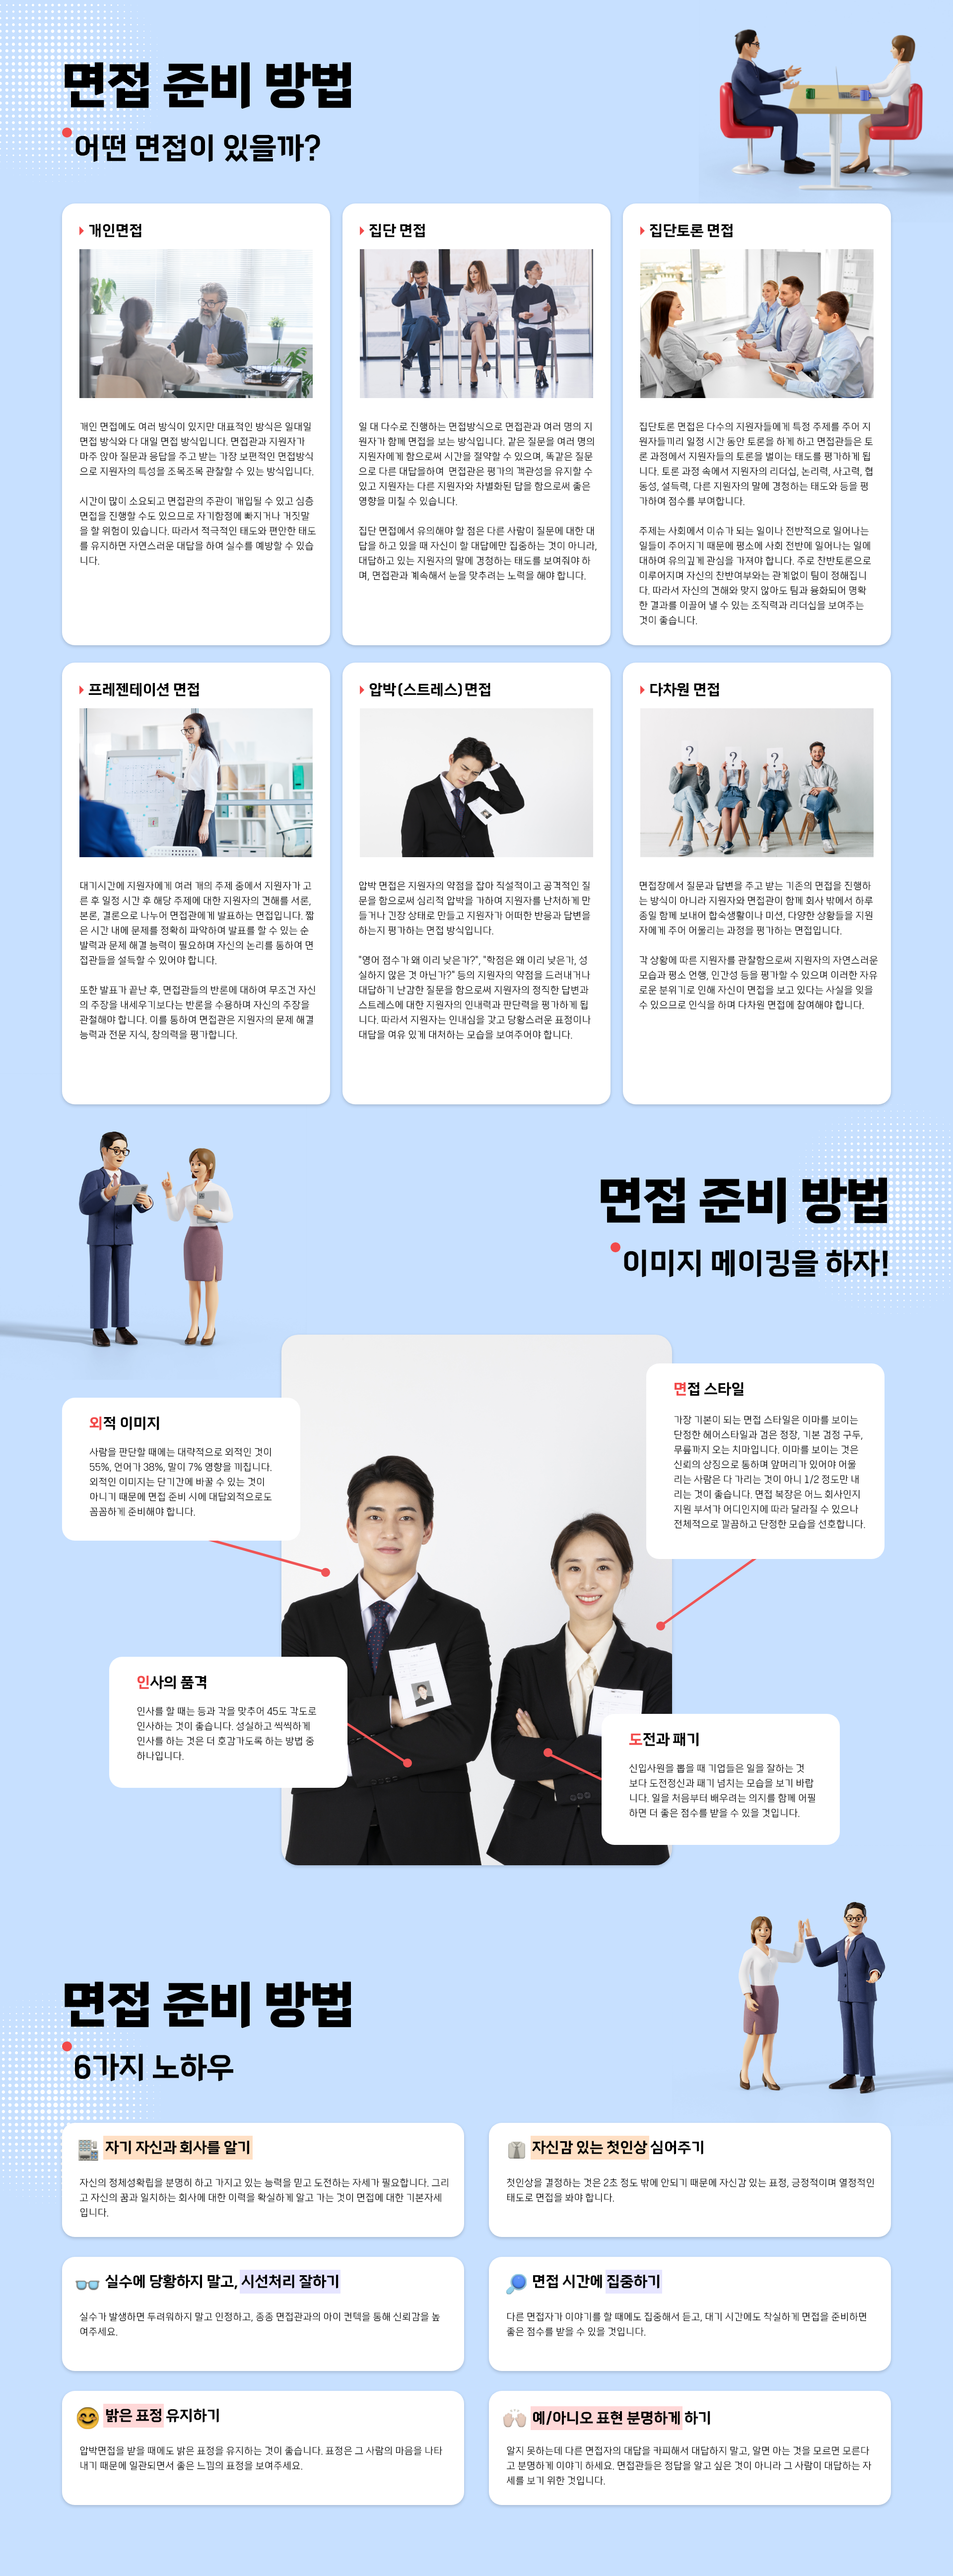 면접 준비 방법
어떤 면접이 있을까?
개인면접
개인 면접에도 여러 방식이 있지만 대표적인 방식은 일대일
면접 방식와 다 대일 면접 방식입니다. 면접관과 지원자가
마주 앉아 질문과 응답을 주고 받는 가장 보편적인 면접방식
으로 지원자의 특성을 조목조목 관찰할 수 있는 방식입니다.
시간이 많이 소요되고 면접관의 주관이 개입될 수 있고 심층
면접을 진행할 수도 있으므로 자기함정에 빠지거나 거짓말
을 할 위험이 있습니다. 따라서 적극적인 태도와 편안한 태도
를 유지하면 자연스러운 대답을 하여 실수를 예방할 수 있습
니다.
집단 면접
일 대 다수로 진행하는 면접방식으로 면접관과 여러 명의 지
원자가 함께 면접을 보는 방식입니다. 같은 질문을 여러 명의
지원자에게 함으로써 시간을 절약할 수 있으며, 똑같은 질문
으로 다른 대답을하여 면접관은 평가의 객관성을 유지할 수
있고 지원자는 다른 지원자와 차별화된 답을 함으로써 좋은
영향을 미칠 수 있습니다.
집단 면접에서 유의해야 할 점은 다른 사람이 질문에 대한 대
답을 하고 있을 때 자신이 할 대답에만 집중하는 것이 아니라,
대답하고 있는 지원자의 말에 경청하는 태도를 보여줘야 하
며, 면접관과 계속해서 눈을 맞추려는 노력을 해야 합니다.
집단토론 면접
집단토론 면접은 다수의 지원자들에게 특정 주제를 주어 지
원자들끼리 일정 시간 동안 토론을 하게 하고 면접관들은 토
론 과정에서 지원자들의 토론을 벌이는 태도를 평가하게 됩
니다. 토론 과정 속에서 지원자의 리더십, 논리력, 사고력, 협
동성, 설득력, 다른 지원자의 말에 경청하는 태도와 등을 평
가하여 점수를 부여합니다.
주제는 사회에서 이슈가 되는 일이나 전반적으로 일어나는
일들이 주어지기 때문에 평소에 사회 전반에 일어나는 일에
대하여 유의깊게 관심을 가져야 합니다. 주로 찬반토론으로
이루어지며 자신의 찬반여부와는 관계없이 팀이 정해집니
다. 따라서 자신의 견해와 맞지 않아도 팀과 융화되어 명확
한 결과를 이끌어 낼 수 있는 조직력과 리더십을 보여주는
것이 좋습니다.
프레젠테이션 면접
대기시간에 지원자에게 여러 개의 주제 중에서 지원자가 고
른 후 일정 시간 후 해당 주제에 대한 지원자의 견해를 서론,
본론, 결론으로 나누어 면접관에게 발표하는 면접입니다. 짧
은 시간 내에 문제를 정확히 파악하여 발표를 할 수 있는 순
발력과 문제 해결 능력이 필요하며 자신의 논리를 통하여 면
접관들을 설득할 수 있어야 합니다.
또한 발표가 끝난 후, 면접관들의 반론에 대하여 무조건 자신
의 주장을 내세우기보다는 반론을 수용하며 자신의 주장을
관철해야 합니다. 이를 통하여 면접관은 지원자의 문제 해결
능력과 전문 지식, 창의력을 평가합니다.
압박(스트레스)면접
압박 면접은 지원자의 약점을 잡아 직설적이고 공격적인 질
문을 함으로써 심리적 압박을 가하여 지원자를 난처하게 만
들거나 긴장 상태로 만들고 지원자가 어떠한 반응과 답변을
하는지 평가하는 면접 방식입니다.
"영어 점수가 왜 이리 낮은가?", "학점은 왜 이리 낮은가, 성
실하지 않은 것 아닌가?" 등의 지원자의 약점을 드러내거나
대답하기 난감한 질문을 함으로써 지원자의 정직한 답변과
스트레스에 대한 지원자의 인내력과 판단력을 평가하게 됩
니다. 따라서 지원자는 인내심을 갖고 당황스러운 표정이나
대답을 여유 있게 대처하는 모습을 보여주어야 합니다.
다차원 면접
면접장에서 질문과 답변을 주고 받는 기존의 면접을 진행하
는 방식이 아니라 지원자와 면접관이 함께 회사 밖에서 하루
종일 함께 보내어 합숙생활이나 미션, 다양한 상황들을 지원
자에게 주어 어울리는 과정을 평가하는 면접입니다.
각 상황에 따른 지원자를 관찰함으로써 지원자의 자연스러운
모습과 평소 언행, 인간성 등을 평가할 수 있으며 이러한 자유
로운 분위기로 인해 자신이 면접을 보고 있다는 사실을 잊을
수 있으므로 인식을 하며 다차원 면접에 참여해야 합니다.
면접 준비 방법
이미지 메이킹을 하자!
외적 이미지
사람을 판단할 때에는 대략적으로 외적인 것이
55%, 언어가 38%, 말이 7% 영향을 끼칩니다.
외적인 이미지는 단기간에 바꿀 수 있는 것이
아니기 때문에 면접 준비 시에 대답외적으로도
꼼꼼하게 준비해야 합니다.
면접 스타일
가장 기본이 되는 면접 스타일은 이마를 보이는
단정한 헤어스타일과 검은 정장, 기본 검정 구두,
무릎까지 오는 치마입니다. 이마를 보이는 것은
신뢰의 상징으로 통하며 앞머리가 있어야 어울
리는 사람은 다 가리는 것이 아니 1/2 정도만 내
리는 것이 좋습니다. 면접 복장은 어느 회사인지
지원 부서가 어디인지에 따라 달라질 수 있으나
전체적으로 깔끔하고 단정한 모습을 선호합니다.
인사의 품격
인사를 할 때는 등과 각을 맞추어 45도 각도로
인사하는 것이 좋습니다. 성실하고 씩씩하게
인사를 하는 것은 더 호감가도록 하는 방법 중
하나입니다.
도전과 패기
신입사원을 뽑을 때 기업들은 일을 잘하는 것
보다 도전정신과 패기 넘치는 모습을 보기 바랍
니다. 일을 처음부터 배우려는 의지를 함께 어필
하면 더 좋은 점수를 받을 수 있을 것입니다.
면접 준비 방법
6가지 노하우
자기 자신과 회사를 알기
자신의 정체성확립을 분명히 하고 가지고 있는 능력을 믿고 도전하는 자세가 필요합니다. 그리
고 자신의 꿈과 일치하는 회사에 대한 이력을 확실하게 알고 가는 것이 면접에 대한 기본자세
입니다.
자신감 있는 첫인상 심어주기
첫인상을 결정하는 것은 2초 정도 밖에 안되기 때문에 자신감 있는 표정, 긍정적이며 열정적인
태도로 면접을 봐야 합니다.
실수에 당황하지 말고, 시선처리 잘하기
실수가 발생하면 두려워하지 말고 인정하고, 종종 면접관과의 아이 컨텍을 통해 신뢰감을 높
여주세요.
면접 시간에 집중하기
다른 면접자가 이야기를 할 때에도 집중해서 듣고, 대기 시간에도 착실하게 면접을 준비하면
좋은 점수를 받을 수 있을 것입니다.
밝은 표정 유지하기
압박면접을 받을 때에도 밝은 표정을 유지하는 것이 좋습니다. 표정은 그 사람의 마음을 나타
내기 때문에 일관되면서 좋은 느낌의 표정을 보여주세요.
예/아니오 표현 분명하게 하기
알지 못하는데 다른 면접자의 대답을 카피해서 대답하지 말고, 알면 아는 것을 모르면 모른다
고 분명하게 이야기 하세요. 면접관들은 정답을 알고 싶은 것이 아니라 그 사람이 대답하는 자
세를 보기 위한 것입니다.